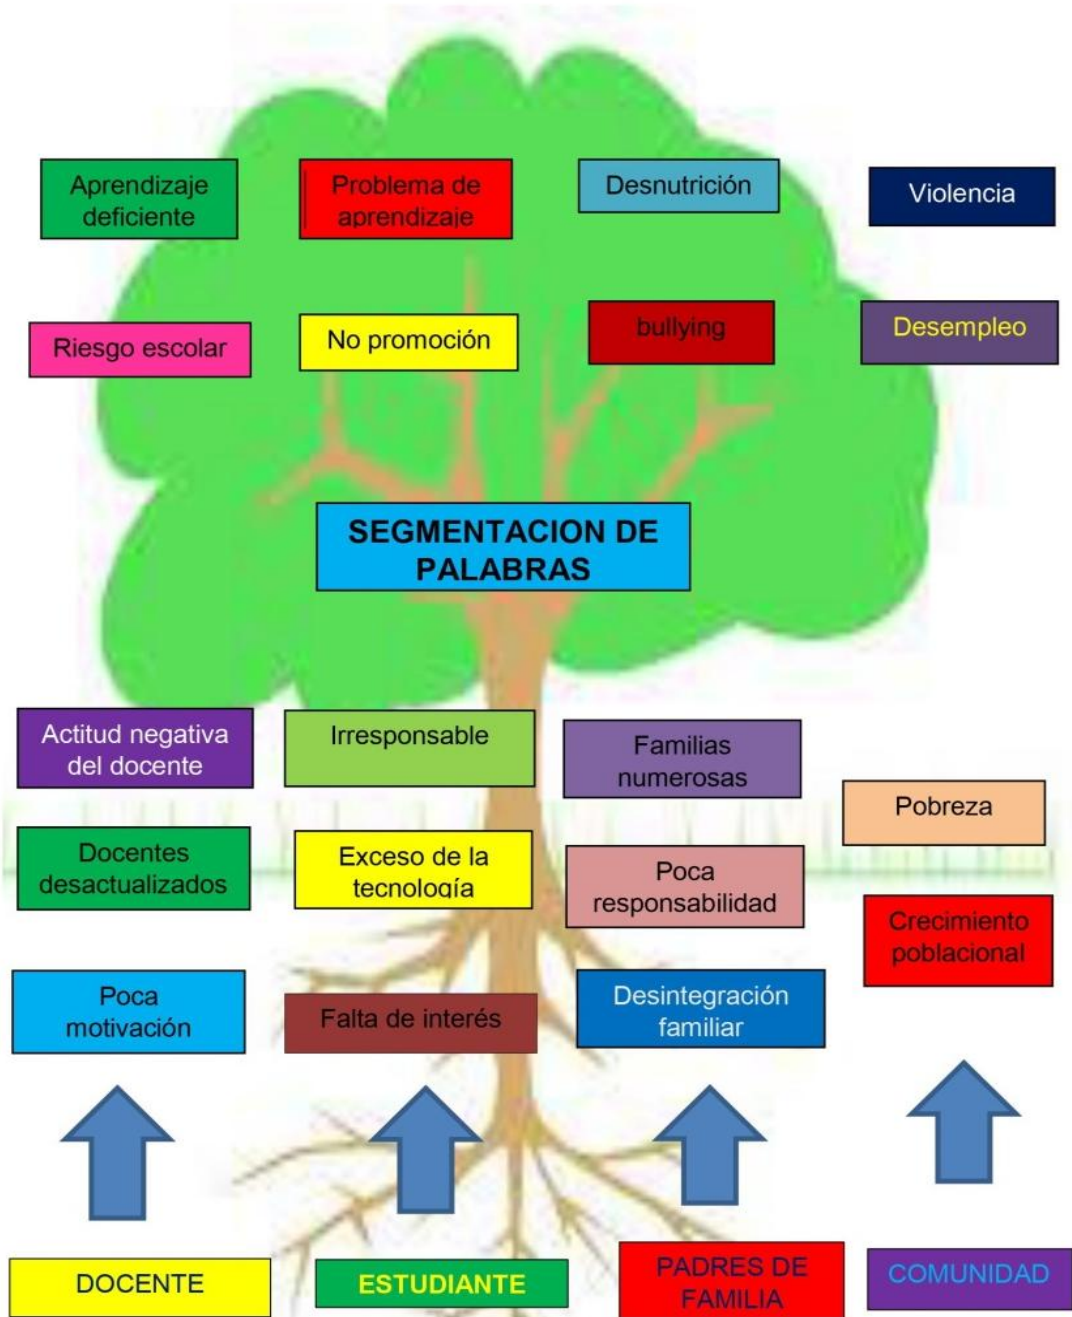 Aprendizaje
deficiente
Problema de
aprendizaje
Desnutrición
Violencia
Riesgo escolar
No promoción
bullying
Desempleo
SEGMENTACION DE
PALABRAS
Actitud negativa
del docente
Irresponsable
Familias
numerosas
Pobreza
Docentes
desactualizados
Exceso de la
tecnología
Poca
responsabilidad
Crecimiento
poblacional
Poca
motivación
Falta de interés
Desintegración
familiar
DOCENTE
ESTUDIANTE
PADRES DE
FAMILIA
COMUNIDAD